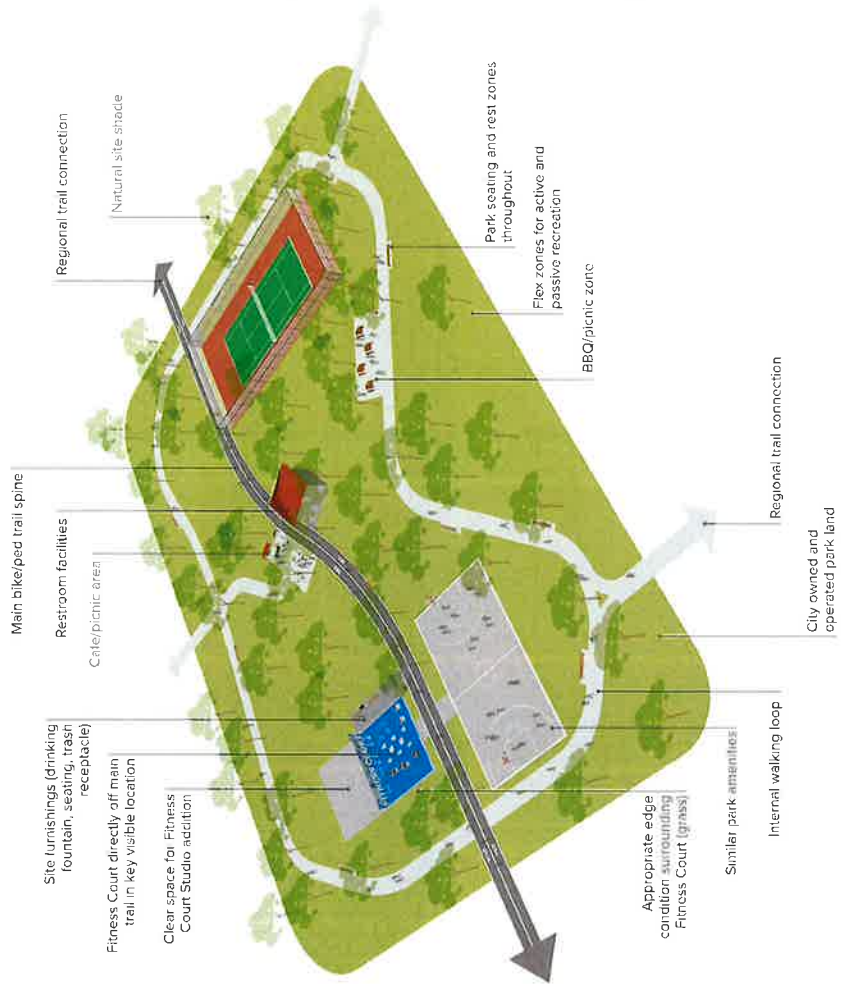 Site furnishings (drinking
fountain, seating, trash
receptacle)
Fitness Court directly off main
trail in key visible location
Clear space for Fitness
Court Studio addition
Main bike/ped trail spine
Restroom facilities
Cafe/picnic area
Regional trail connection
Natural site shade
Fitness Court
Appropriate edge
condition surrounding
Fitness Court (grass)
Similar park amenities
Internal walking loop
City owned and
operated park land
Regional trail connection
BBQ/picnic zone
Flex zones for active and
passive recreation
Park seating and rest zones
throughout